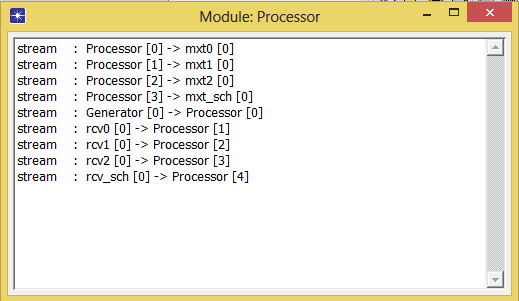 Module: Processor
stream : Processor [0] -> mxt0 [0]
stream : Processor [1] -> mxt1 [0]
stream : Processor [2] -> mxt2 [0]
stream : Processor [3] -> mxt_sch [0]
stream : Generator [0] -> Processor [0]
stream : rcv0 [0] -> Processor [1]
stream : rcv1 [0] -> Processor [2]
stream : rcv2 [0] -> Processor [3]
stream : rcv_sch [0] -> Processor [4]